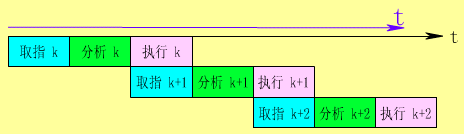 t
t
取指 k 分析 k 执行 k
取指 k+1 分析 k+1 执行 k+1
取指 k+2 分析 k+2 执行 k+2